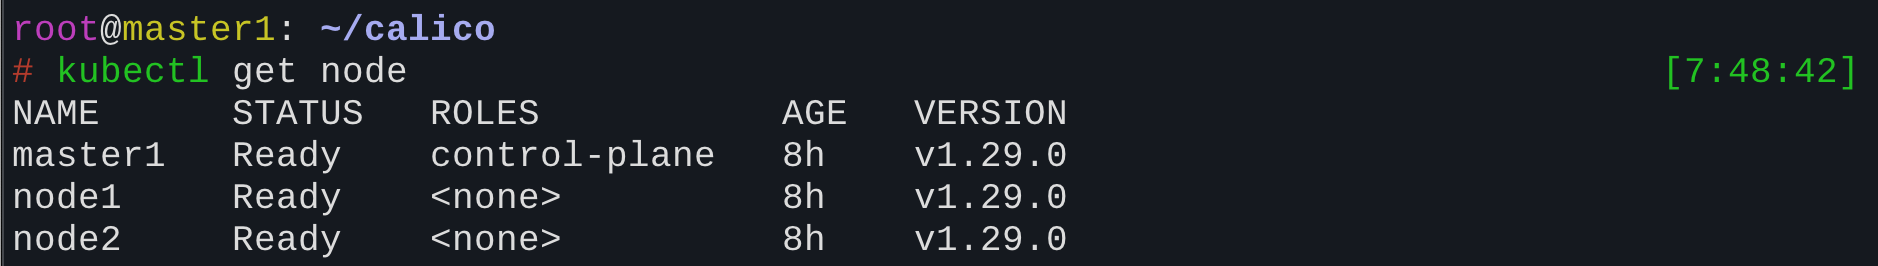 root@master1: ~/calico
# kubectl get node [7:48:42]
NAME STATUS ROLES AGE VERSION
master1 Ready control-plane 8h v1.29.0
node1 Ready <none> 8h v1.29.0
node2 Ready <none> 8h v1.29.0